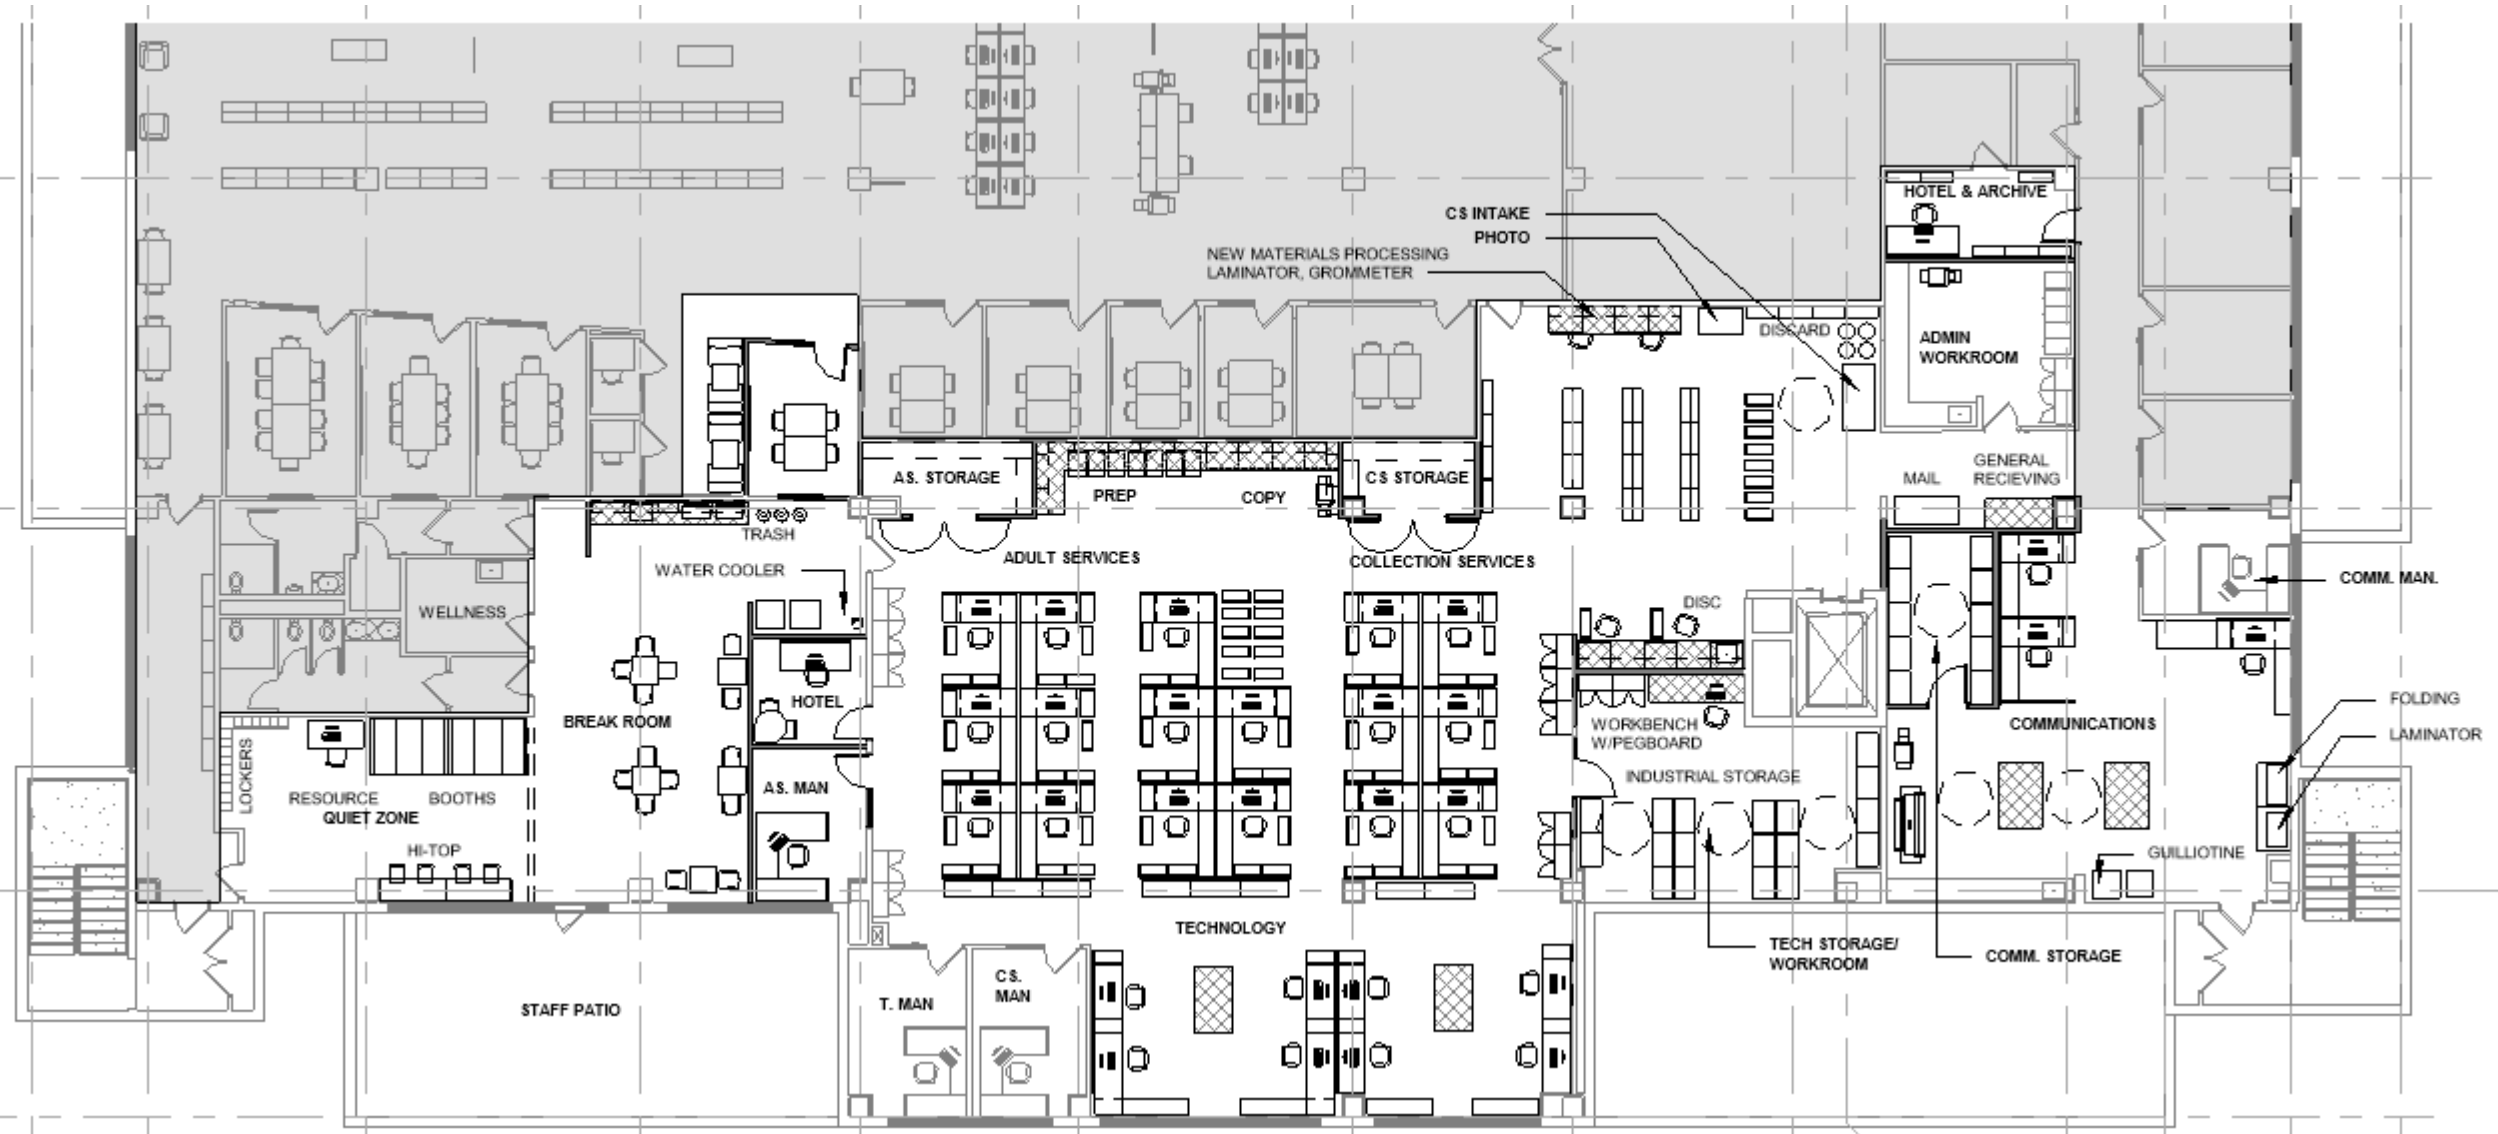 HOTEL & ARCHIVE
CS INTAKE
PHOTO
NEW MATERIALS PROCESSING
LAMINATOR, GROMMETER
DISCARD
ADMIN
WORKROOM
AS. STORAGE
PREP
COPY
CS STORAGE
MAIL
GENERAL
RECIEVING
TRASH
WATER COOLER
ADULT SERVICES
COLLECTION SERVICES
COMM. MAN.
WELLNESS
DISC
HOTEL
BREAK ROOM
WORKBENCH
W/PEGBOARD
COMMUNICATIONS
FOLDING
LAMINATOR
LOCKERS
RESOURCE
BOOTHS
QUIET ZONE
AS. MAN
INDUSTRIAL STORAGE
HI-TOP
GUILLIOTINE
TECHNOLOGY
TECH STORAGE/
WORKROOM
COMM. STORAGE
STAFF PATIO
T. MAN
CS.
MAN